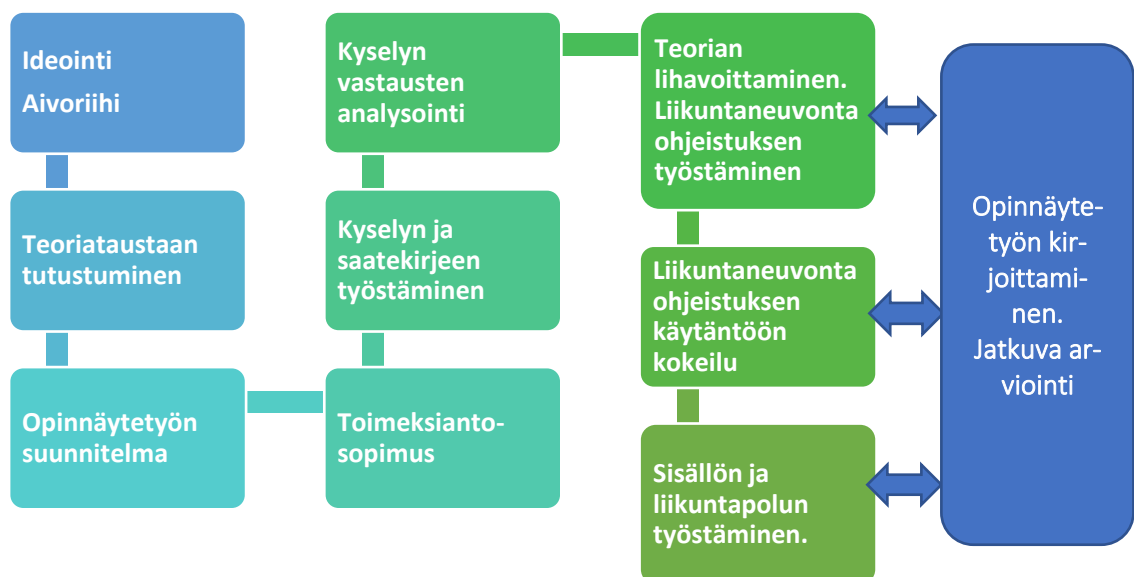 Ideointi
Aivoriihi
Teoriataustaan
tutustuminen
Opinnäytetyön
suunnitelma
Toimeksianto-
sopimus
Kyselyn ja
saatekirjeen
työstäminen
Kyselyn
vastausten
analysointi
Teorian
lihavoittaminen.
Liikuntaneuvonta
ohjeistuksen
työstäminen
Liikuntaneuvonta
ohjeistuksen
käytäntöön
kokeilu
Sisällön ja
liikuntapolun
työstäminen.
Opinnäyte-
työn kir-
joittami-
nen.
Jatkuva ar-
viointi